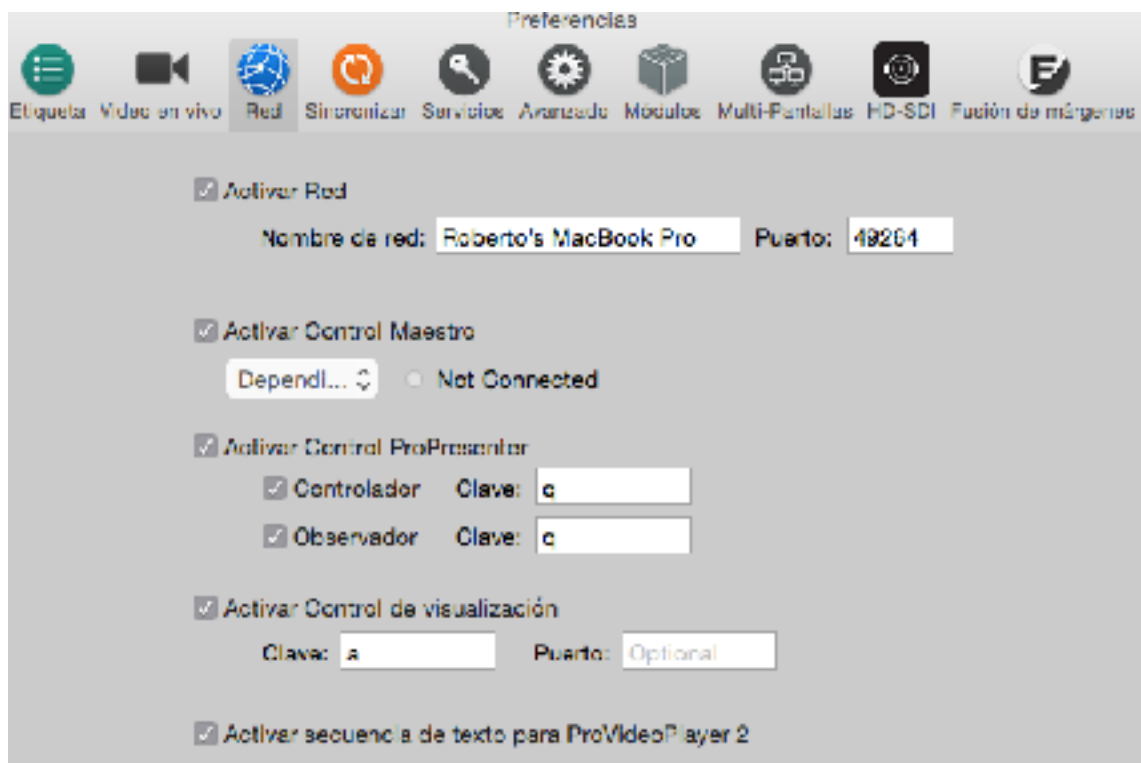 Preferencias
Etiqueta Video en vivo Red Sincronizar Servicios Avanzado Módulos Multi-Pantallas HD-SDI Fusión de márgenes
Activar Red
Nombre de red: Roberto's MacBook Pro Puerto: 49264
Activar Control Maestro
Dependi... Not Connected
Activar Control ProPresenter
Controlador Clave: q
Observador Clave: q
Activar Control de visualización
Clave: a Puerto: Optional
Activar secuencia de texto para ProVideoPlayer 2